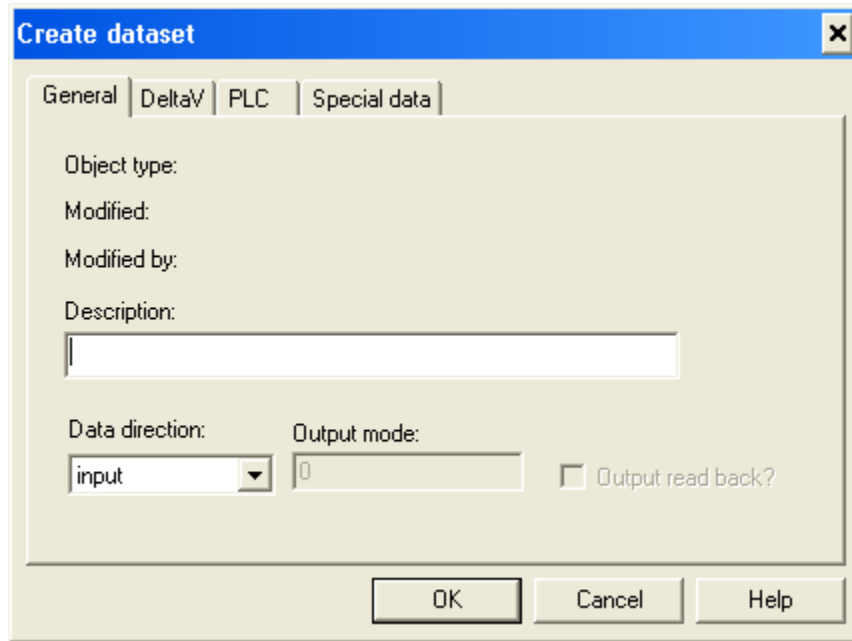 Create dataset
General DeltaV PLC Special data
Object type:
Modified:
Modified by:
Description:
Data direction: Output mode:
input 0 Output read back?
OK Cancel Help